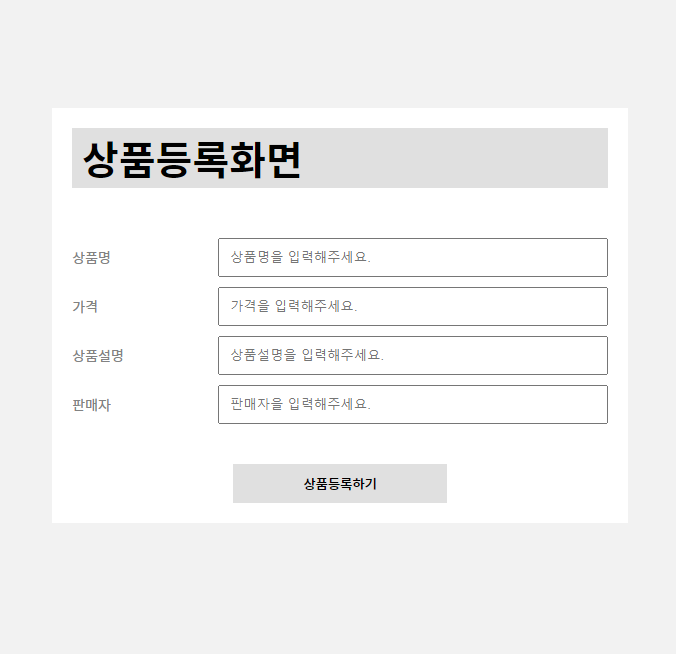 상품등록화면
상품명 상품명을 입력해주세요.
가격 가격을 입력해주세요.
상품설명 상품설명을 입력해주세요.
판매자 판매자을 입력해주세요.
상품등록하기